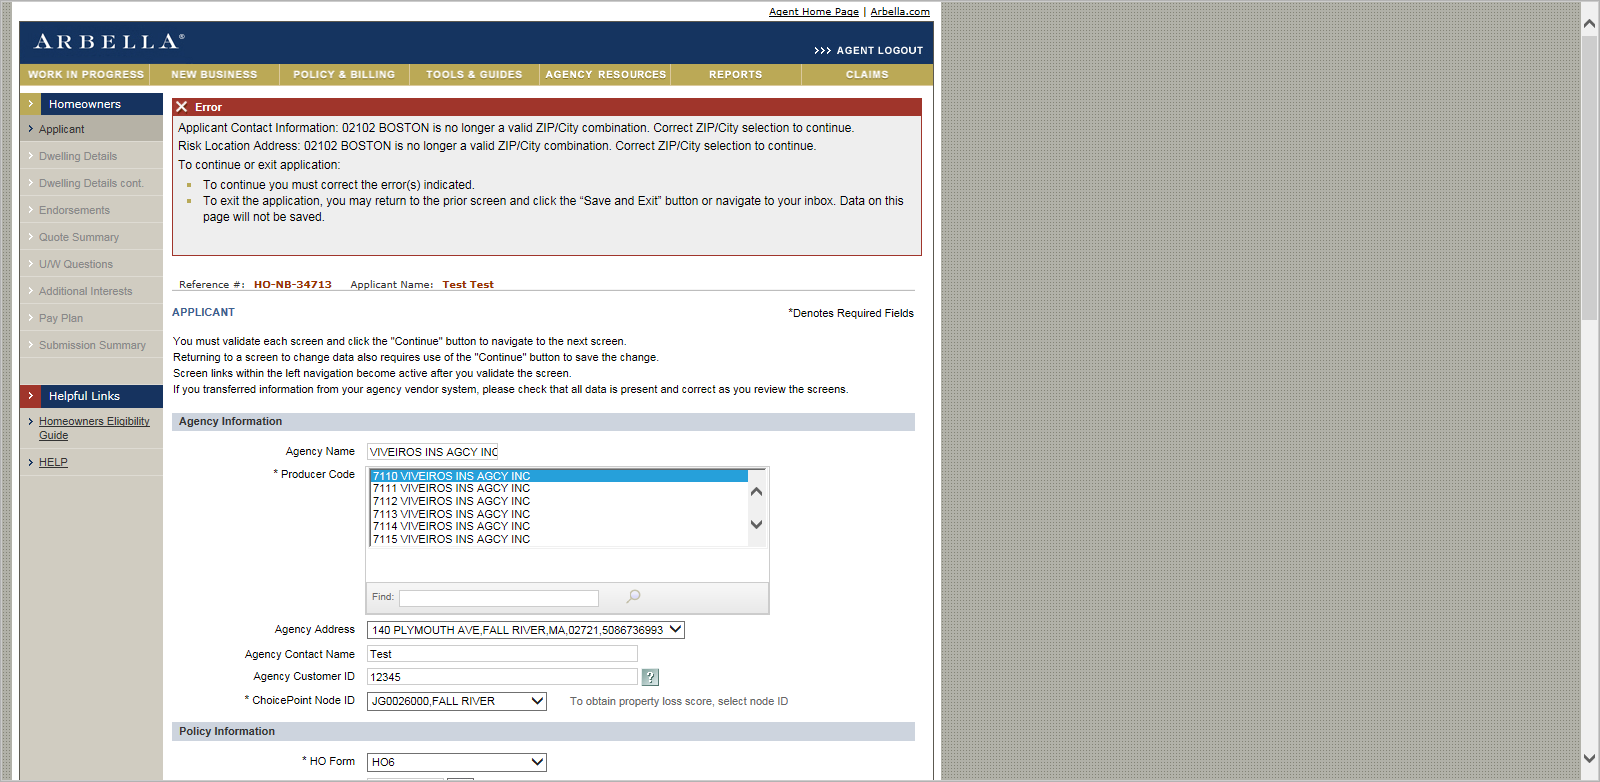 Agent Home Page | Arbella.com
ARBELLA®
>>> AGENT LOGOUT
WORK IN PROGRESS NEW BUSINESS POLICY & BILLING TOOLS & GUIDES AGENCY RESOURCES REPORTS CLAIMS
Homeowners
Applicant
Dwelling Details
Dwelling Details cont.
Endorsements
Quote Summary
U/W Questions
Additional Interests
Pay Plan
Submission Summary
Helpful Links
Homeowners Eligibility
Guide
HELP
Error
Applicant Contact Information: 02102 BOSTON is no longer a valid ZIP/City combination. Correct ZIP/City selection to continue.
Risk Location Address: 02102 BOSTON is no longer a valid ZIP/City combination. Correct ZIP/City selection to continue.
To continue or exit application:
To continue you must correct the error(s) indicated.
To exit the application, you may return to the prior screen and click the “Save and Exit” button or navigate to your inbox. Data on this
page will not be saved.
Reference #: HO-NB-34713 Applicant Name: Test Test
APPLICANT
*Denotes Required Fields
You must validate each screen and click the "Continue" button to navigate to the next screen.
Returning to a screen to change data also requires use of the "Continue" button to save the change.
Screen links within the left navigation become active after you validate the screen.
If you transferred information from your agency vendor system, please check that all data is present and correct as you review the screens.
Agency Information
Agency Name VIVEIROS INS AGCY INC
* Producer Code
7110 VIVEIROS INS AGCY INC
7111 VIVEIROS INS AGCY INC
7112 VIVEIROS INS AGCY INC
7113 VIVEIROS INS AGCY INC
7114 VIVEIROS INS AGCY INC
7115 VIVEIROS INS AGCY INC
Find:
Agency Address 140 PLYMOUTH AVE,FALL RIVER,MA,02721,5086736993
Agency Contact Name Test
Agency Customer ID 12345 ?
* ChoicePoint Node ID JG0026000,FALL RIVER To obtain property loss score, select node ID
Policy Information
* HO Form HO6